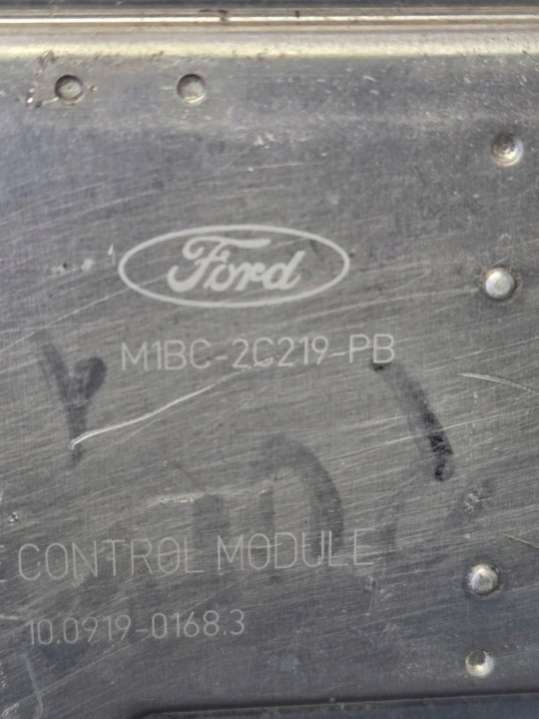 Ford
M1BC-2C219-PB
CONTROL MODULE
10.0919-0168.3